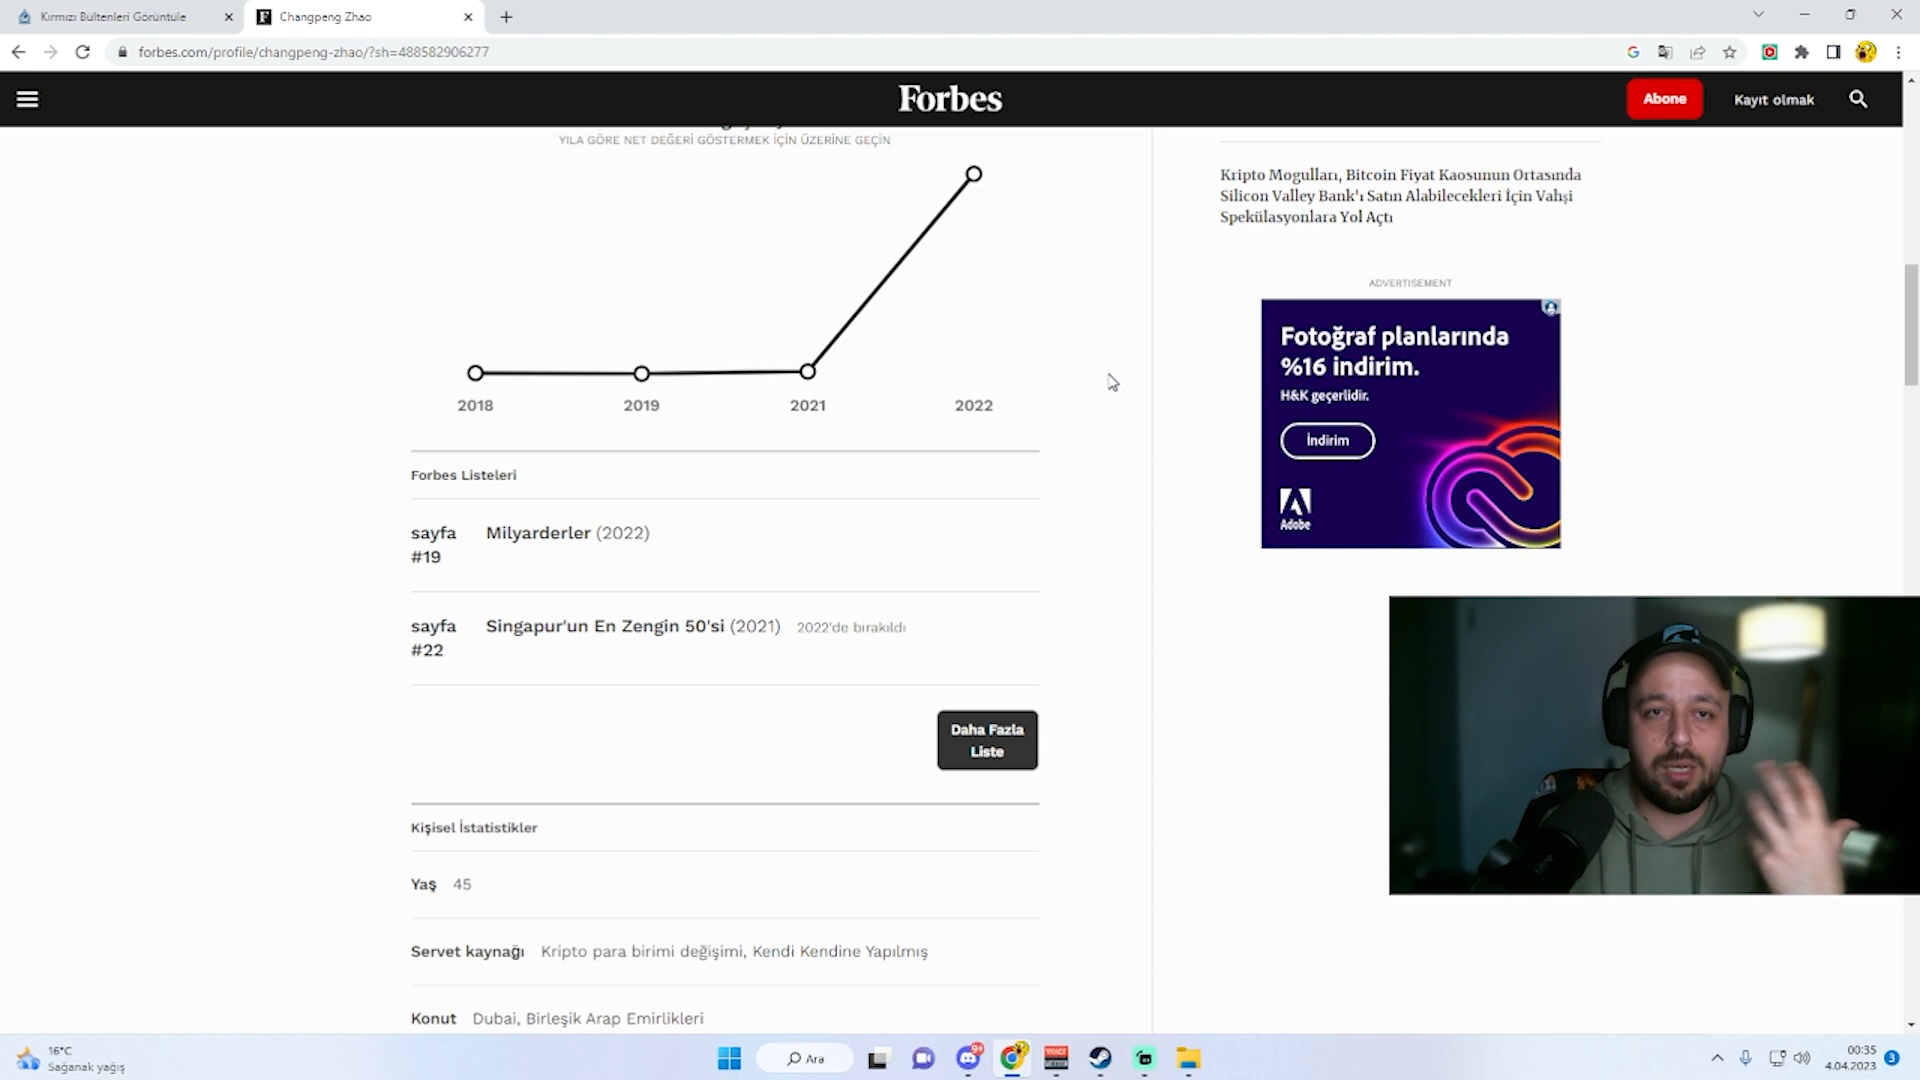 Kırmızı Bültenleri Görüntüle
Changpeng Zhao
forbes.com/profile/changpeng-zhao/?sh=488582906277
Forbes
Abone
Kayıt olmak
YILA GÖRE NET DEĞERİ GÖSTERMEK İÇİN ÜZERİNE GEÇİN
2018
2019
2021
2022
Forbes Listeleri
sayfa
#19
Milyarderler (2022)
sayfa
#22
Singapur'un En Zengin 50'si (2021) 2022'de bırakıldı
Daha Fazla
Liste
Kişisel İstatistikler
Yaş 45
Servet kaynağı Kripto para birimi değişimi, Kendi Kendine Yapılmış
Konut Dubai, Birleşik Arap Emirlikleri
Kripto Mogulları, Bitcoin Fiyat Kaosunun Ortasında
Silicon Valley Bank'ı Satın Alabilecekleri İçin Vahşi
Spekülasyonlara Yol Açtı
ADVERTISEMENT
Fotoğraf planlarında
%16 indirim.
H&K geçerlidir.
İndirim
Adobe
16°C
Sağanak yağış
Ara
00:35
4.04.2023
3